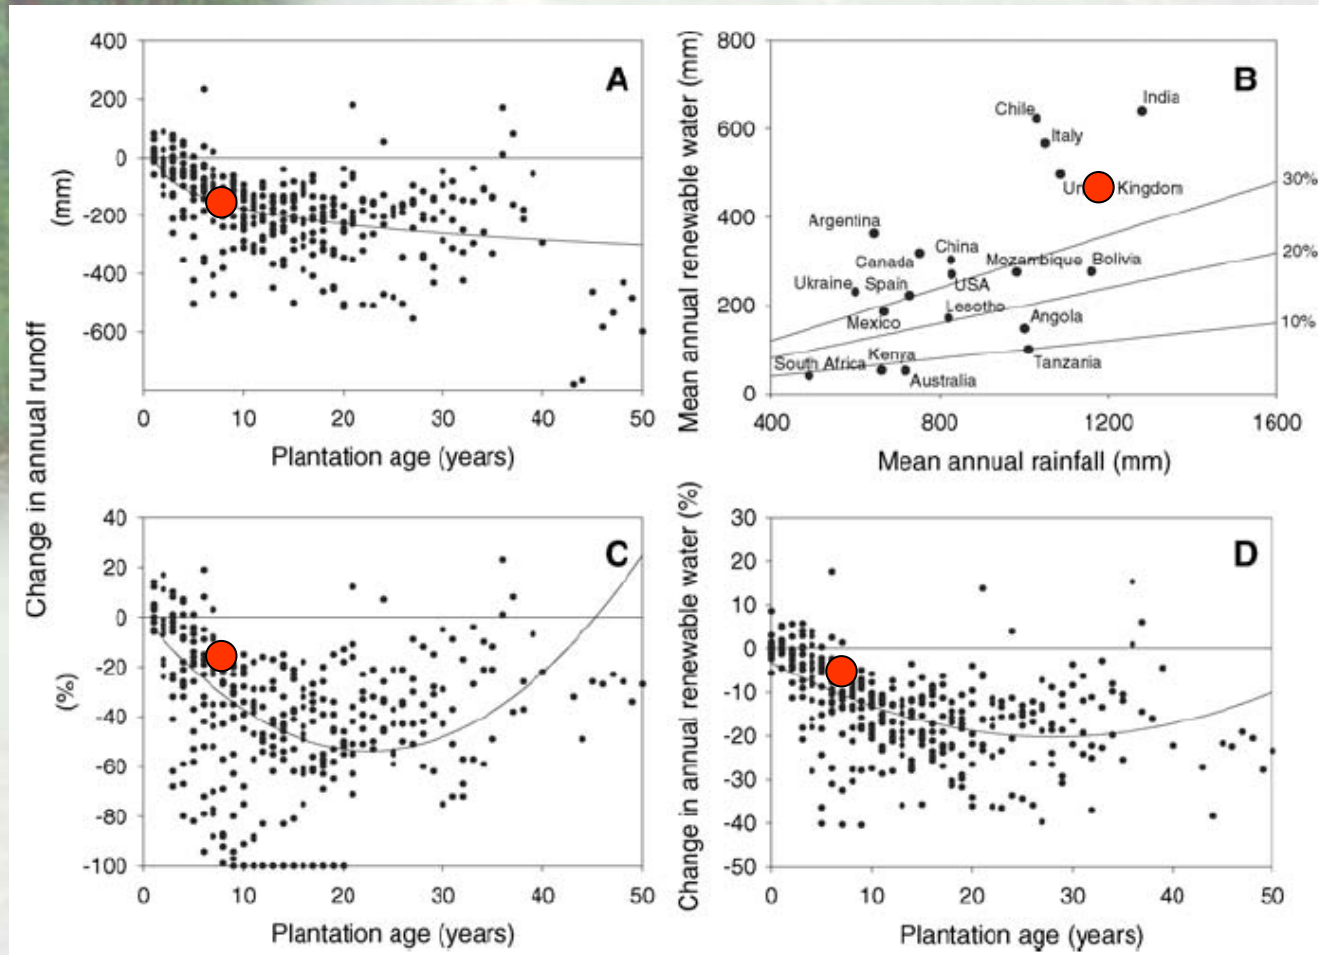 Change in annual runoff
(mm)
400
200
0
-200
-400
-600
A
0
10
20
30
40
50
Plantation age (years)
Mean annual renewable water (mm)
800
600
400
200
0
B
Chile
India
Italy
Kingdom
30%
Argentina
China
Canada
Mozambique
Bolivia
20%
Ukraine
Spain
USA
Lesotho
Mexico
Angola
10%
South Africa
Kenya
Tanzania
Australia
400
800
1200
1600
Mean annual rainfall (mm)
(%)
40
20
0
-20
-40
-60
-80
-100
C
0
10
20
30
40
50
Plantation age (years)
Change in annual renewable water (%)
30
20
10
0
-10
-20
-30
-40
-50
D
0
10
20
30
40
50
Plantation age (years)